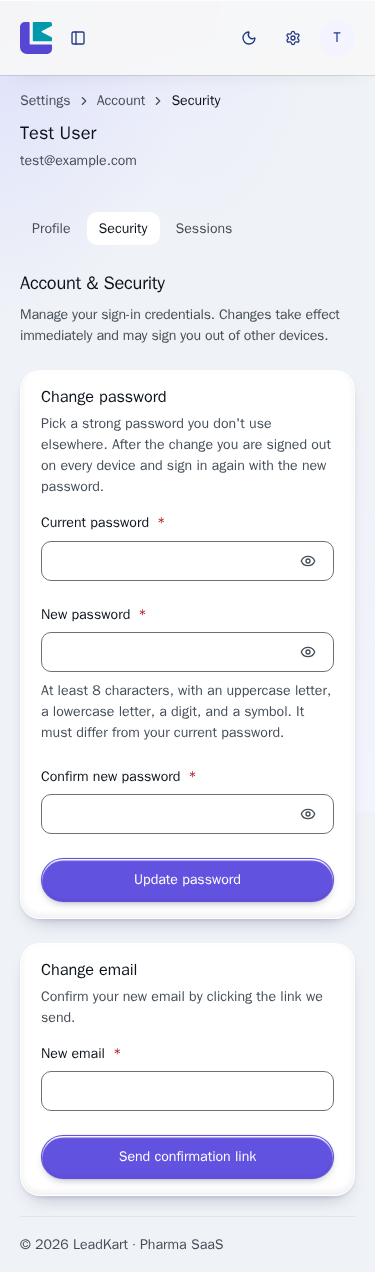 T
Settings > Account > Security
Test User
test@example.com
Profile Security Sessions
Account & Security
Manage your sign-in credentials. Changes take effect
immediately and may sign you out of other devices.
Change password
Pick a strong password you don't use
elsewhere. After the change you are signed out
on every device and sign in again with the new
password.
Current password *
New password *
At least 8 characters, with an uppercase letter,
a lowercase letter, a digit, and a symbol. It
must differ from your current password.
Confirm new password *
Update password
Change email
Confirm your new email by clicking the link we
send.
New email *
Send confirmation link
© 2026 LeadKart · Pharma SaaS